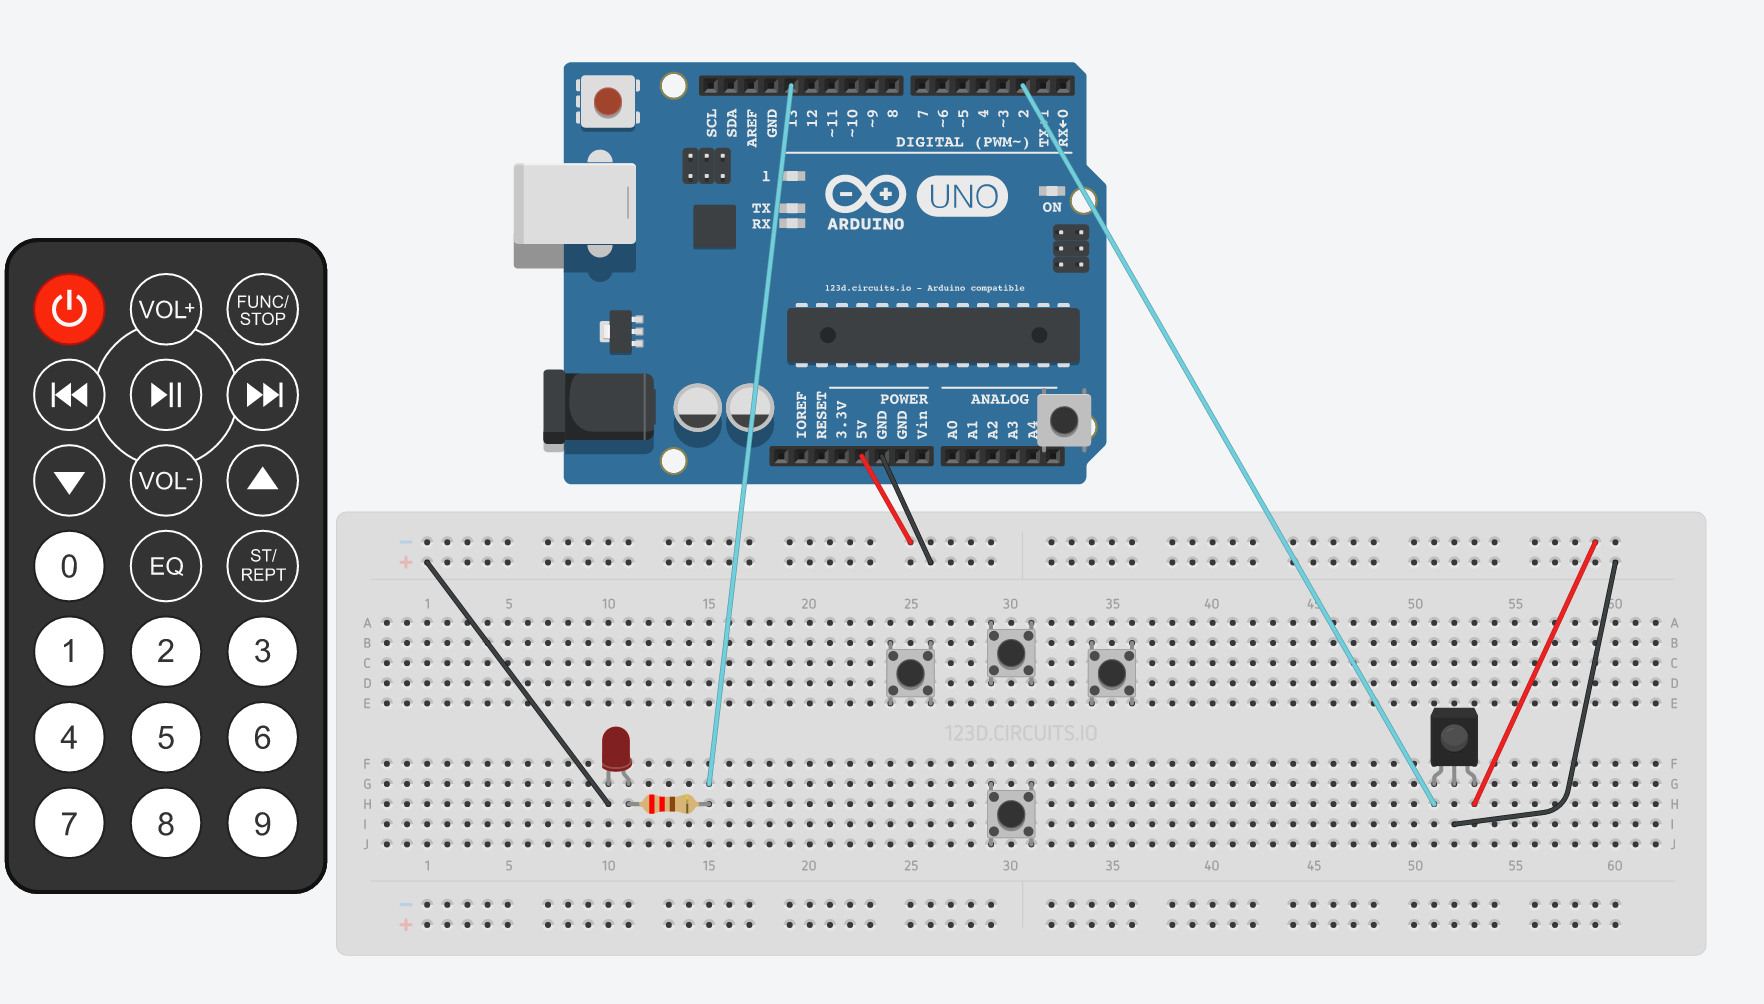 VOL+
FUNC/
STOP
VOL-
0
EQ
ST/
REPT
1
2
3
4
5
6
7
8
9
SCL
SDA
AREF
GND
13
12
~11
~10
~9
8
7
~6
~5
4
~3
2
TX→1
RX←0
DIGITAL (PWM~)
1
TX
RX
ARDUINO
UNO
ON
123d.circuits.io - Arduino compatible
POWER
ANALOG
IOREF
RESET
3.3V
5V
GND
GND
Vin
A0
A1
A2
A3
A4
−
+
1 5 10 15 20 25 30 35 40 45 50 55 60
A A
B B
C C
D D
E E
123D.CIRCUITS.IO
F F
G G
H H
I I
J J
1 5 10 15 20 25 30 35 40 45 50 55 60
−
+